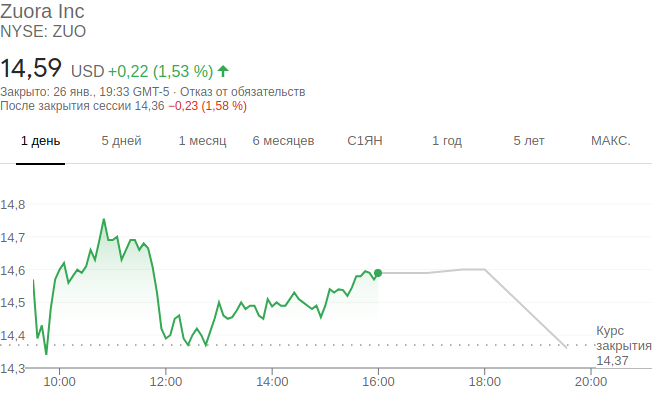 Zuora Inc
NYSE: ZUO
14,59 USD +0,22 (1,53 %)
Закрыто: 26 янв., 19:33 GMT-5 · Отказ от обязательств
После закрытия сессии 14,36 −0,23 (1,58 %)
1 день 5 дней 1 месяц 6 месяцев С1ЯН 1 год 5 лет МАКС.
14,8
14,7
14,6
14,5
14,4
14,3
Курс
закрытия
14,37
10:00 12:00 14:00 16:00 18:00 20:00